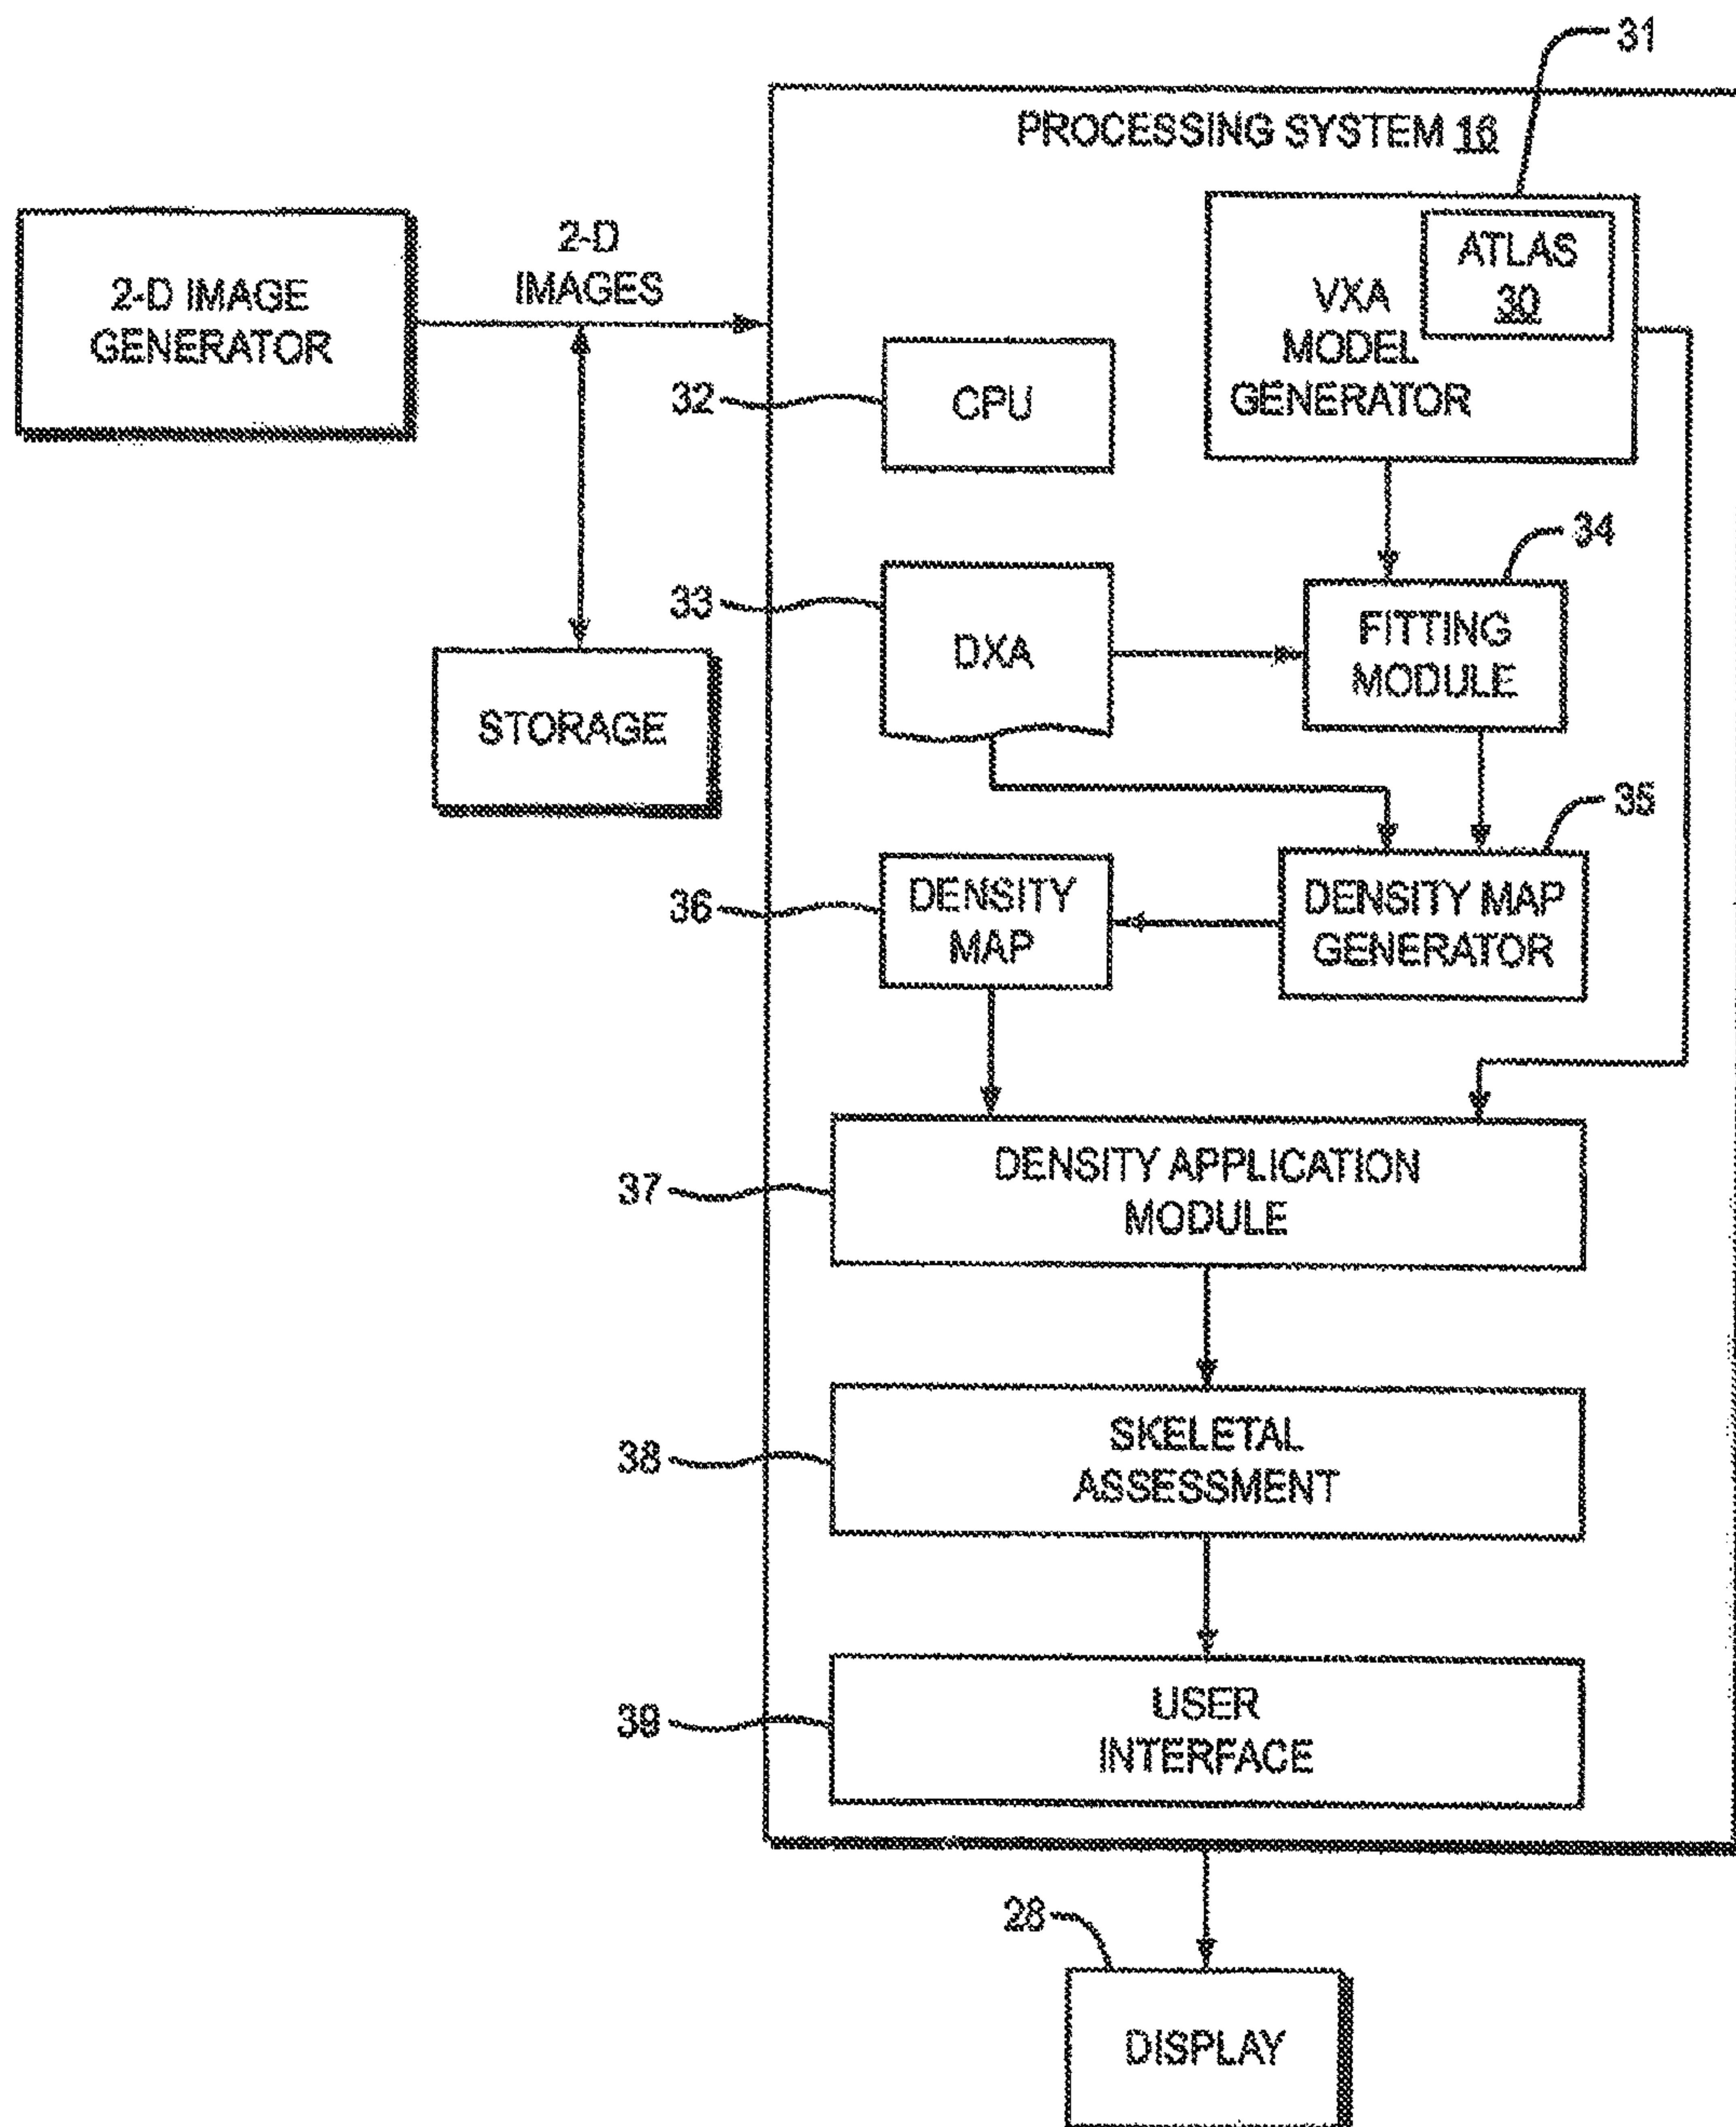 31
PROCESSING SYSTEM 16
2-D IMAGE
GENERATOR
2-D
IMAGES
ATLAS
30
VXA
MODEL
GENERATOR
32
CPU
34
33
DXA
FITTING
MODULE
STORAGE
35
36
DENSITY
MAP
DENSITY MAP
GENERATOR
37
DENSITY APPLICATION
MODULE
38
SKELETAL
ASSESSMENT
39
USER
INTERFACE
28
DISPLAY